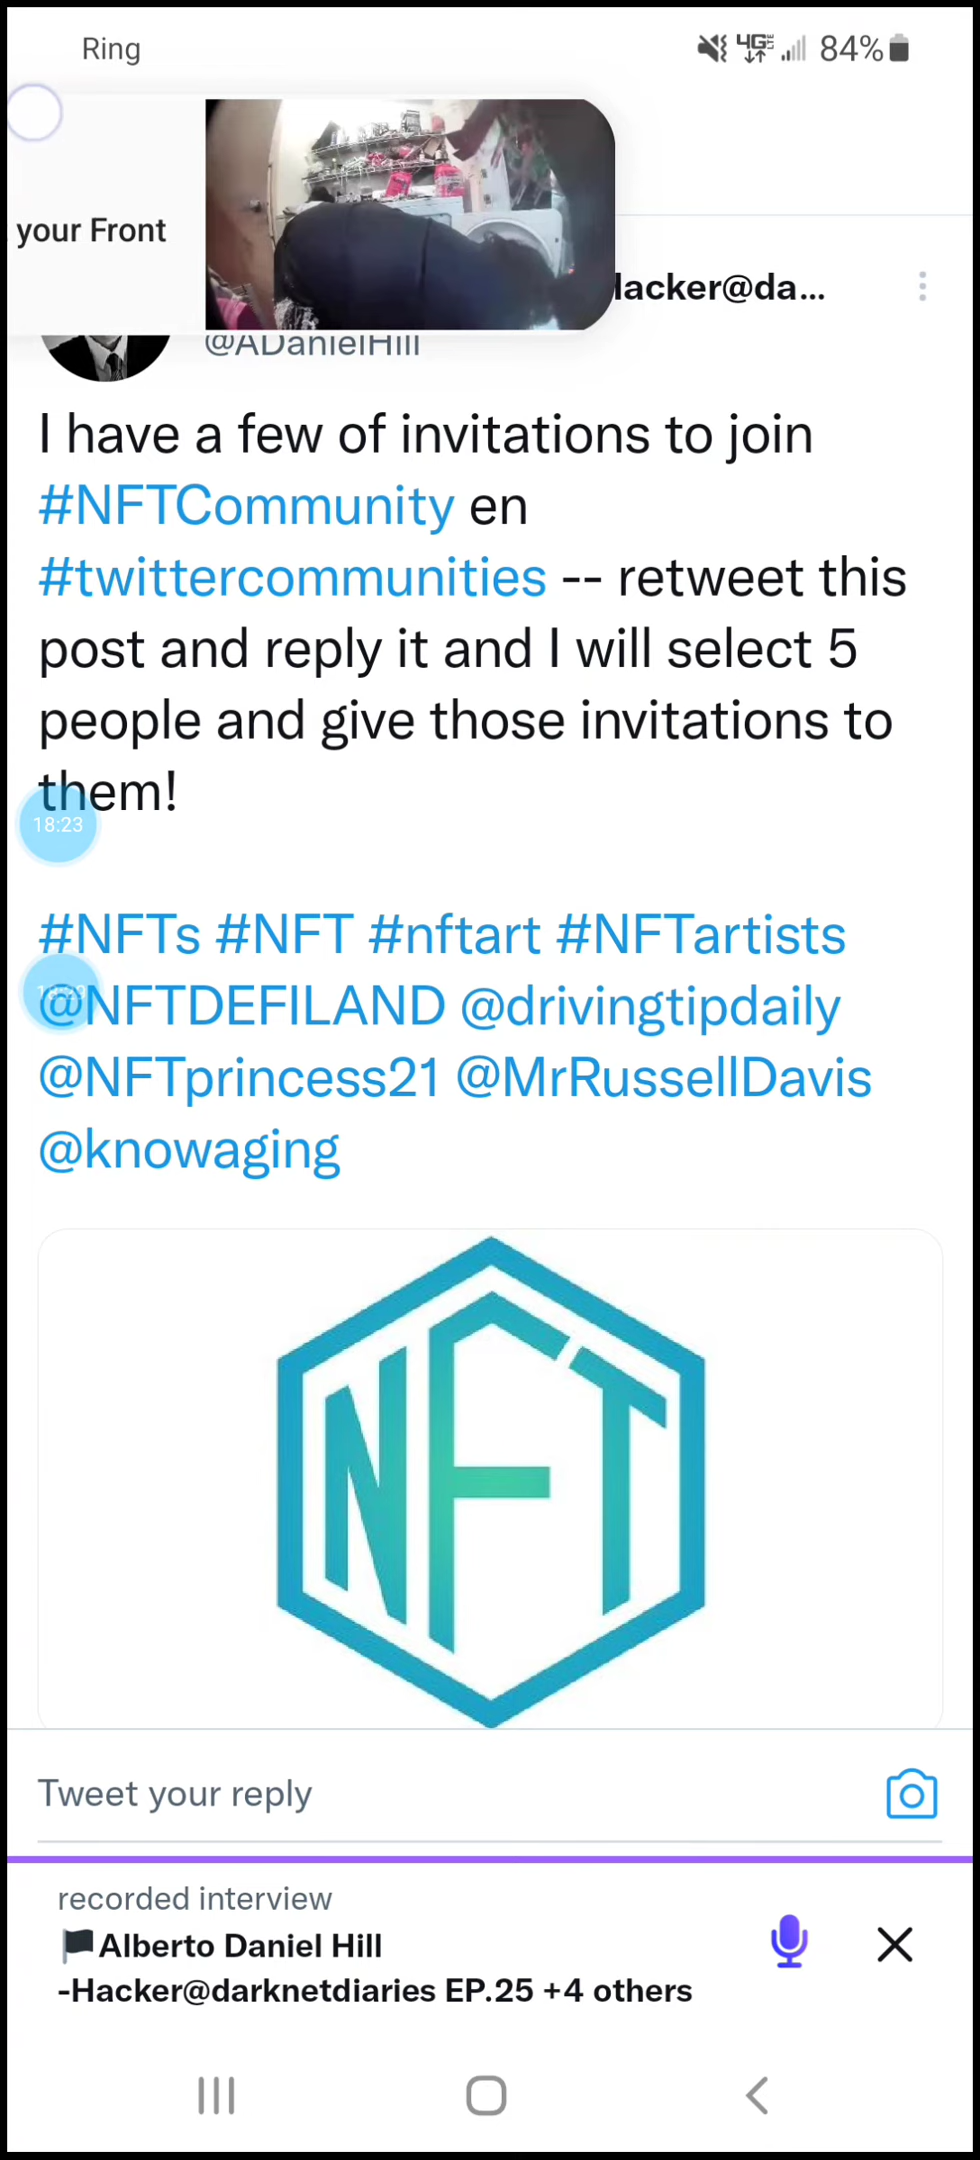 Ring
4G LTE 84%
your Front
lacker@da...
@ADanielHill
I have a few of invitations to join
#NFTCommunity en
#twittercommunities -- retweet this
post and reply it and I will select 5
people and give those invitations to
them!
18:23
#NFTs #NFT #nftart #NFTartists
@NFTDEFILAND @drivingtipdaily
@NFTprincess21 @MrRussellDavis
@knowaging
NFT
Tweet your reply
recorded interview
🏴Alberto Daniel Hill
-Hacker@darknetdiaries EP.25 +4 others